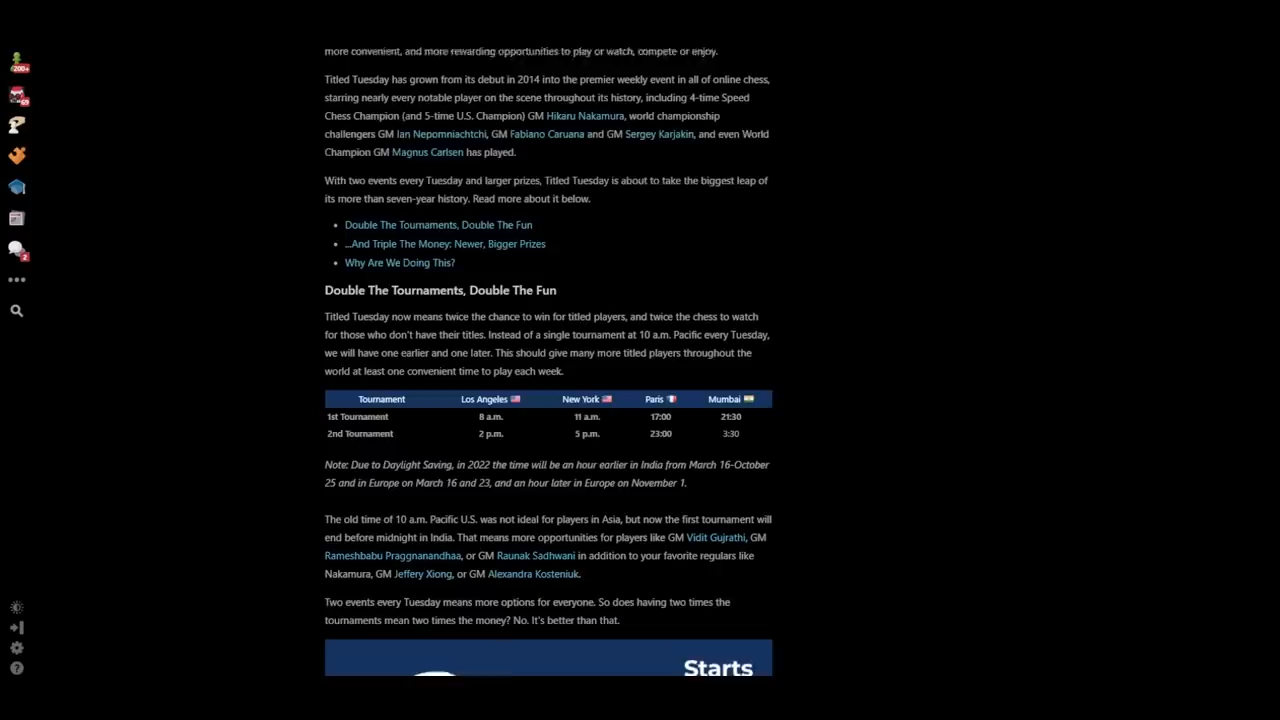 more convenient, and more rewarding opportunities to play or watch, compete or enjoy.
Titled Tuesday has grown from its debut in 2014 into the premier weekly event in all of online chess,
starring nearly every notable player on the scene throughout its history, including 4-time Speed
Chess Champion (and 5-time U.S. Champion) GM Hikaru Nakamura, world championship
challengers GM Ian Nepomniachtchi, GM Fabiano Caruana and GM Sergey Karjakin, and even World
Champion GM Magnus Carlsen has played.
With two events every Tuesday and larger prizes, Titled Tuesday is about to take the biggest leap of
its more than seven-year history. Read more about it below.
• Double The Tournaments, Double The Fun
• ...And Triple The Money: Newer, Bigger Prizes
• Why Are We Doing This?
Double The Tournaments, Double The Fun
Titled Tuesday now means twice the chance to win for titled players, and twice the chess to watch
for those who don't have their titles. Instead of a single tournament at 10 a.m. Pacific every Tuesday,
we will have one earlier and one later. This should give many more titled players throughout the
world at least one convenient time to play each week.
Tournament Los Angeles New York Paris Mumbai
1st Tournament 8 a.m. 11 a.m. 17:00 21:30
2nd Tournament 2 p.m. 5 p.m. 23:00 3:30
Note: Due to Daylight Saving, in 2022 the time will be an hour earlier in India from March 16-October
25 and in Europe on March 16 and 23, and an hour later in Europe on November 1.
The old time of 10 a.m. Pacific U.S. was not ideal for players in Asia, but now the first tournament will
end before midnight in India. That means more opportunities for players like GM Vidit Gujrathi, GM
Rameshbabu Praggnanandhaa, or GM Raunak Sadhwani in addition to your favorite regulars like
Nakamura, GM Jeffery Xiong, or GM Alexandra Kosteniuk.
Two events every Tuesday means more options for everyone. So does having two times the
tournaments mean two times the money? No. It's better than that.
Starts
200+
69
2